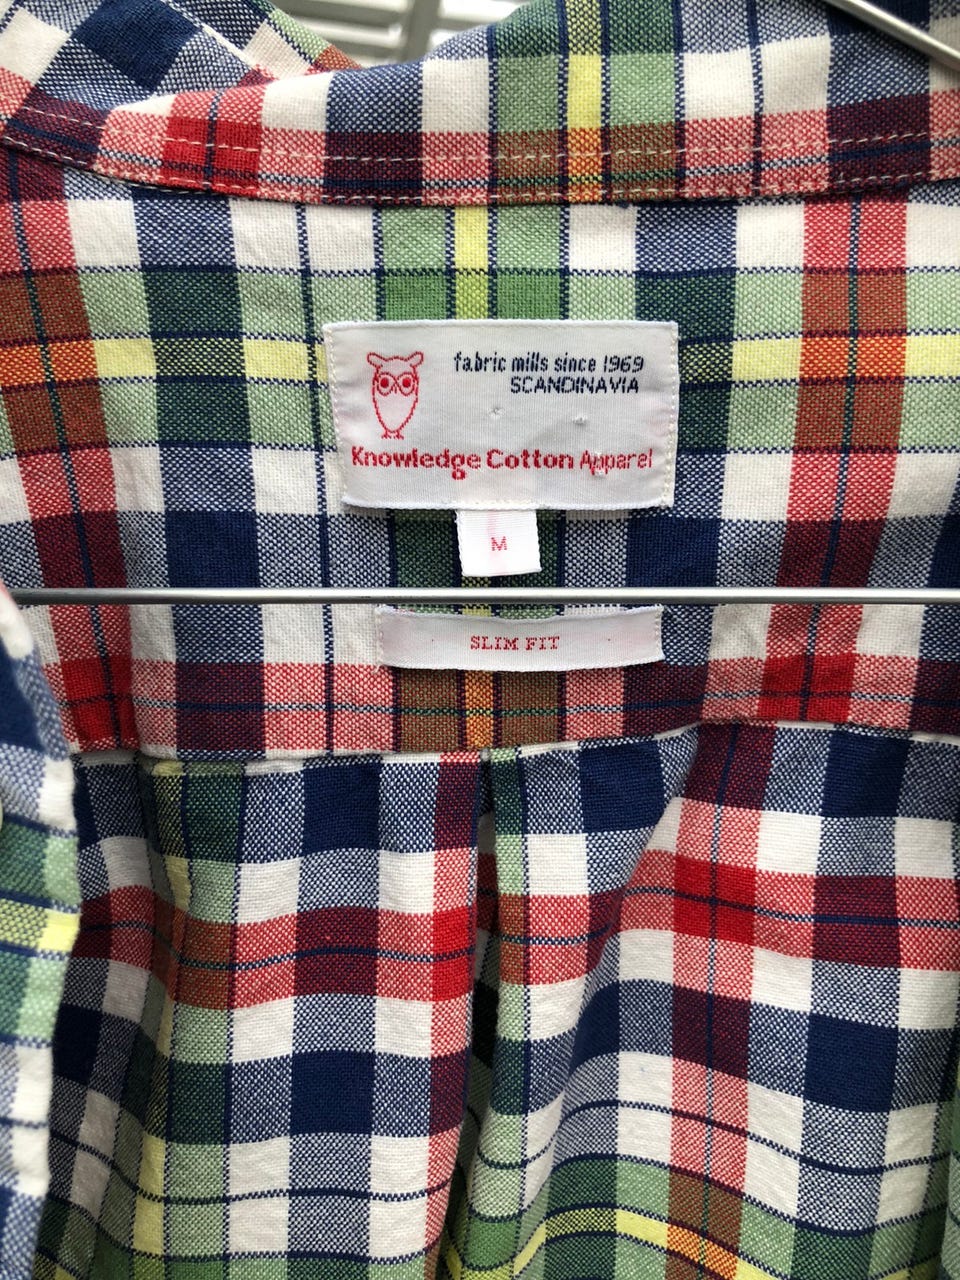 fabric mills since 1969
SCANDINAVIA
Knowledge Cotton Apparel
M
SLIM FIT